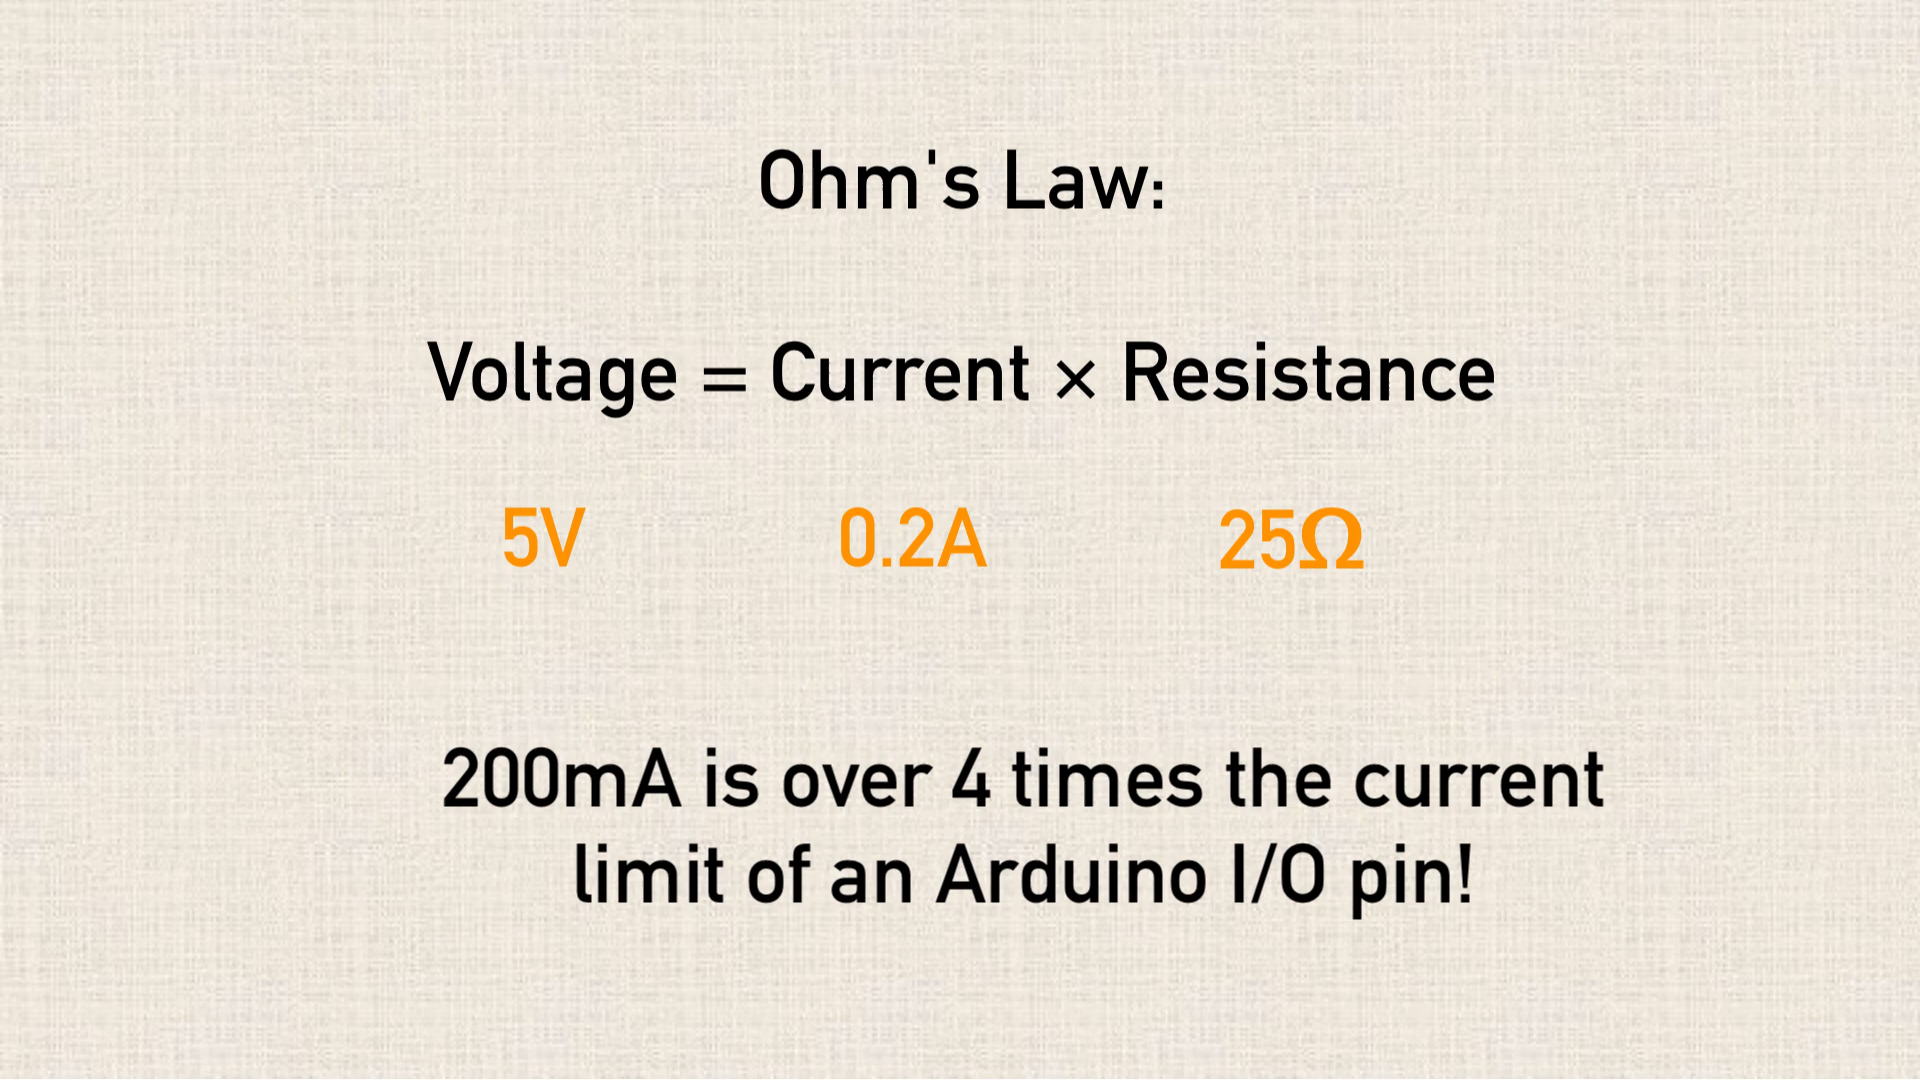 Ohm's Law:
Voltage = Current × Resistance
5V 0.2A 25Ω
200mA is over 4 times the current
limit of an Arduino I/O pin!